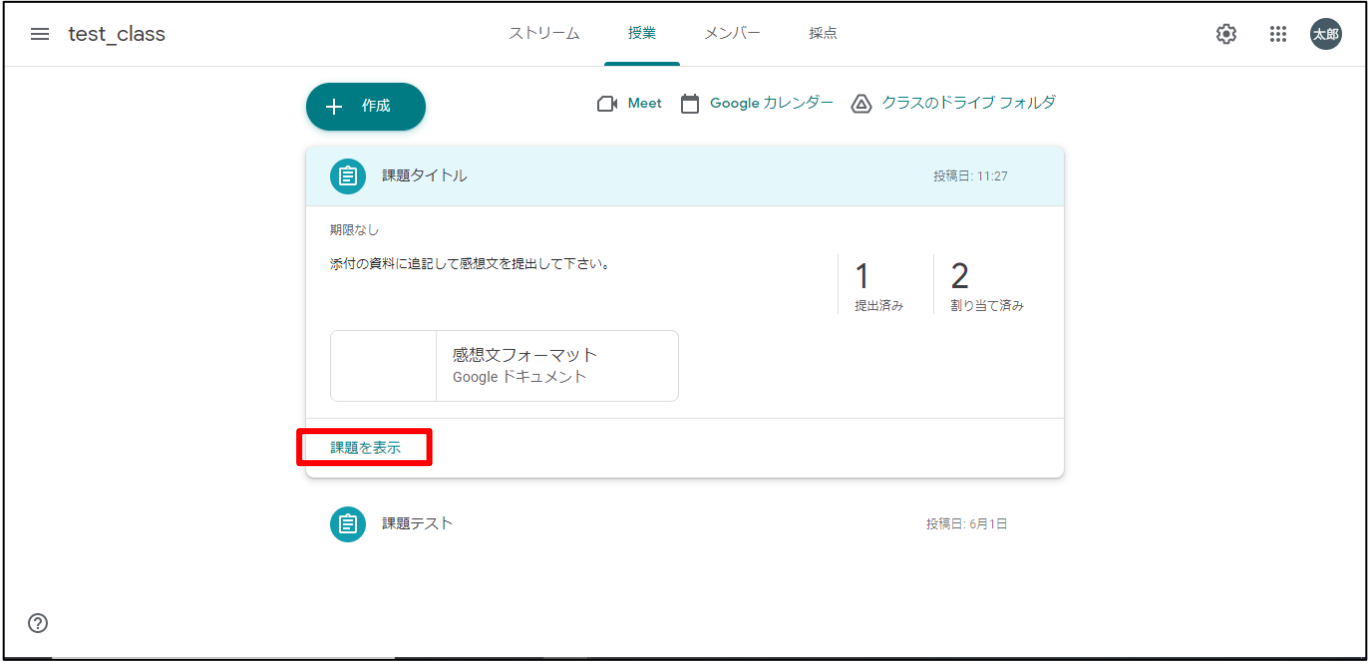 test_class
ストリーム 授業 メンバー 採点
太郎
作成
Meet Google カレンダー クラスのドライブ フォルダ
課題タイトル 投稿日: 11:27
期限なし
添付の資料に追記して感想文を提出して下さい。
1 2
提出済み 割り当て済み
感想文フォーマット
Google ドキュメント
課題を表示
課題テスト 投稿日: 6月1日